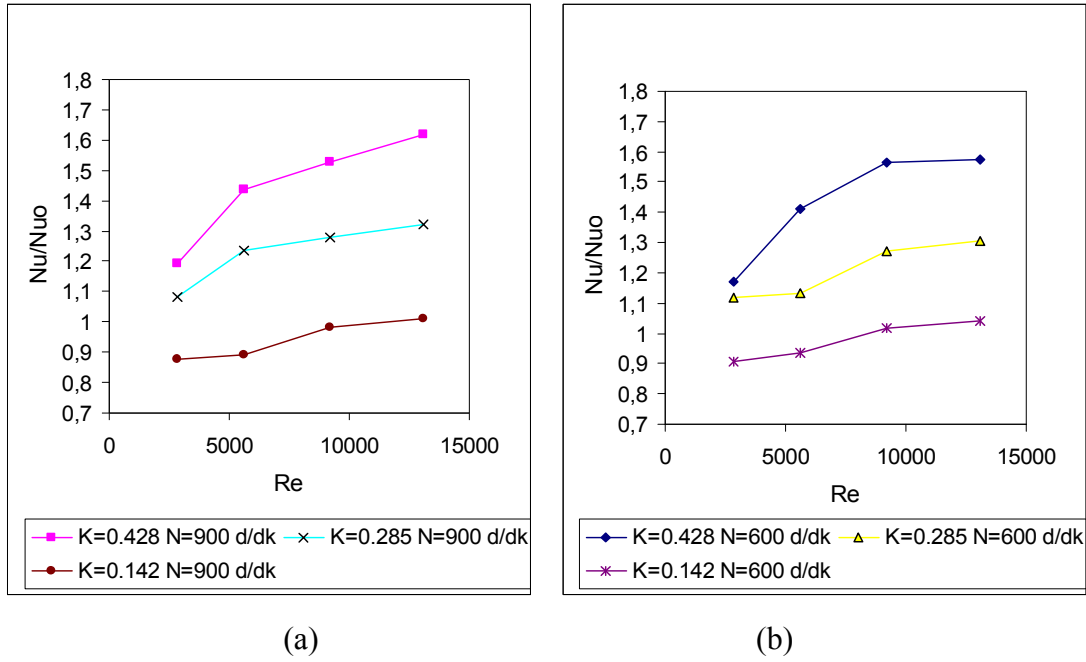 1,8
1,7
1,6
1,5
1,4
1,3
1,2
1,1
1
0,9
0,8
0,7
Nu/Nuo
0 5000 10000 15000
Re
K=0.428 N=900 d/dk K=0.285 N=900 d/dk
K=0.142 N=900 d/dk
(a)
1,8
1,7
1,6
1,5
1,4
1,3
1,2
1,1
1
0,9
0,8
0,7
Nu/Nuo
0 5000 10000 15000
Re
K=0.428 N=600 d/dk K=0.285 N=600 d/dk
K=0.142 N=600 d/dk
(b)